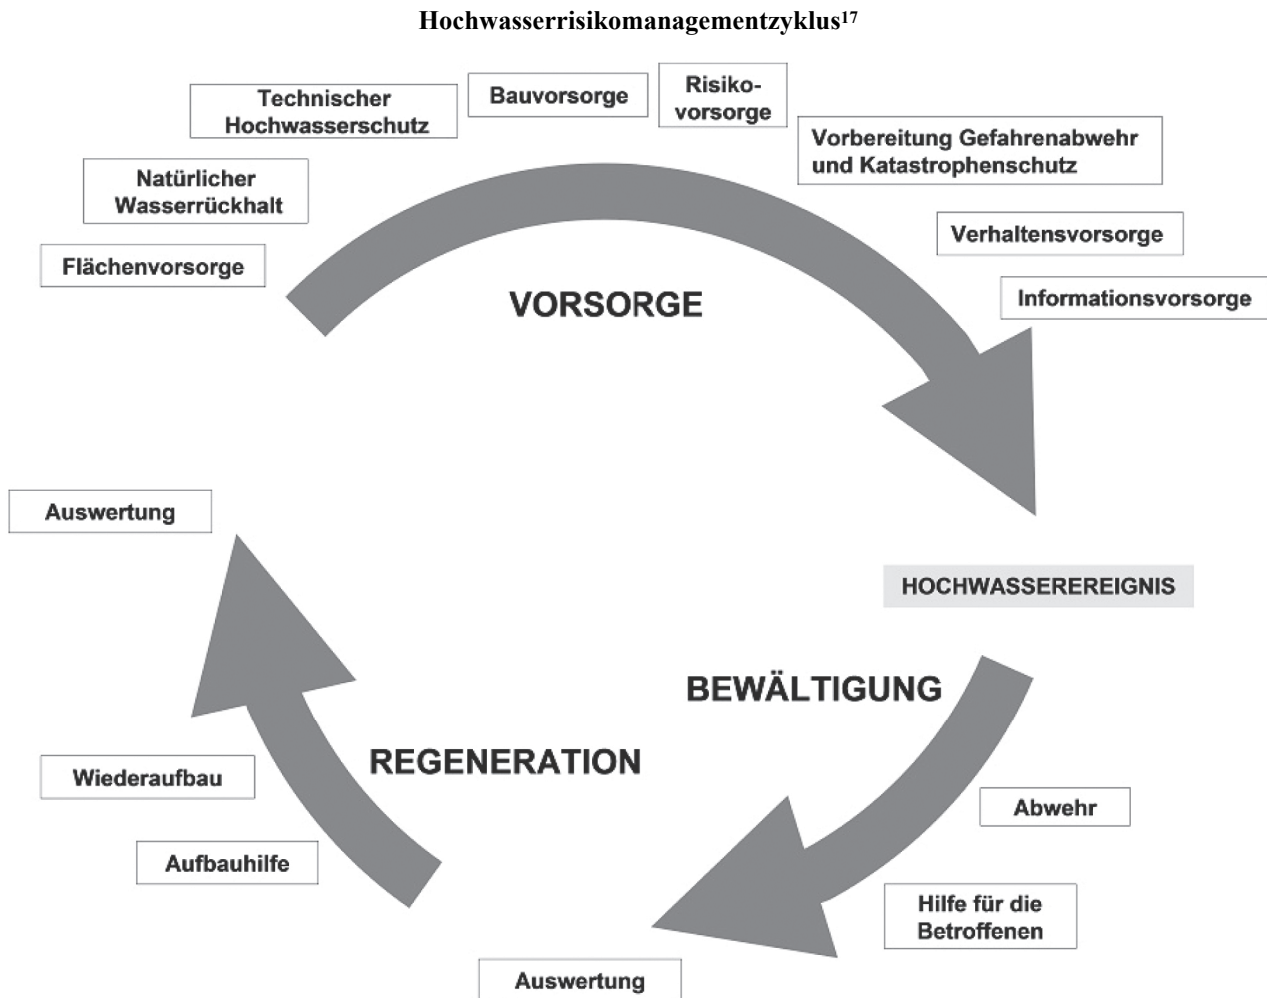 Hochwasserrisikomanagementzyklus¹⁷
Technischer
Hochwasserschutz
Bauvorsorge
Risiko-
vorsorge
Vorbereitung Gefahrenabwehr
und Katastrophenschutz
Natürlicher
Wasserrückhalt
Verhaltensvorsorge
Flächenvorsorge
Informationsvorsorge
VORSORGE
Auswertung
HOCHWASSEREREIGNIS
BEWÄLTIGUNG
REGENERATION
Wiederaufbau
Abwehr
Aufbauhilfe
Hilfe für die
Betroffenen
Auswertung